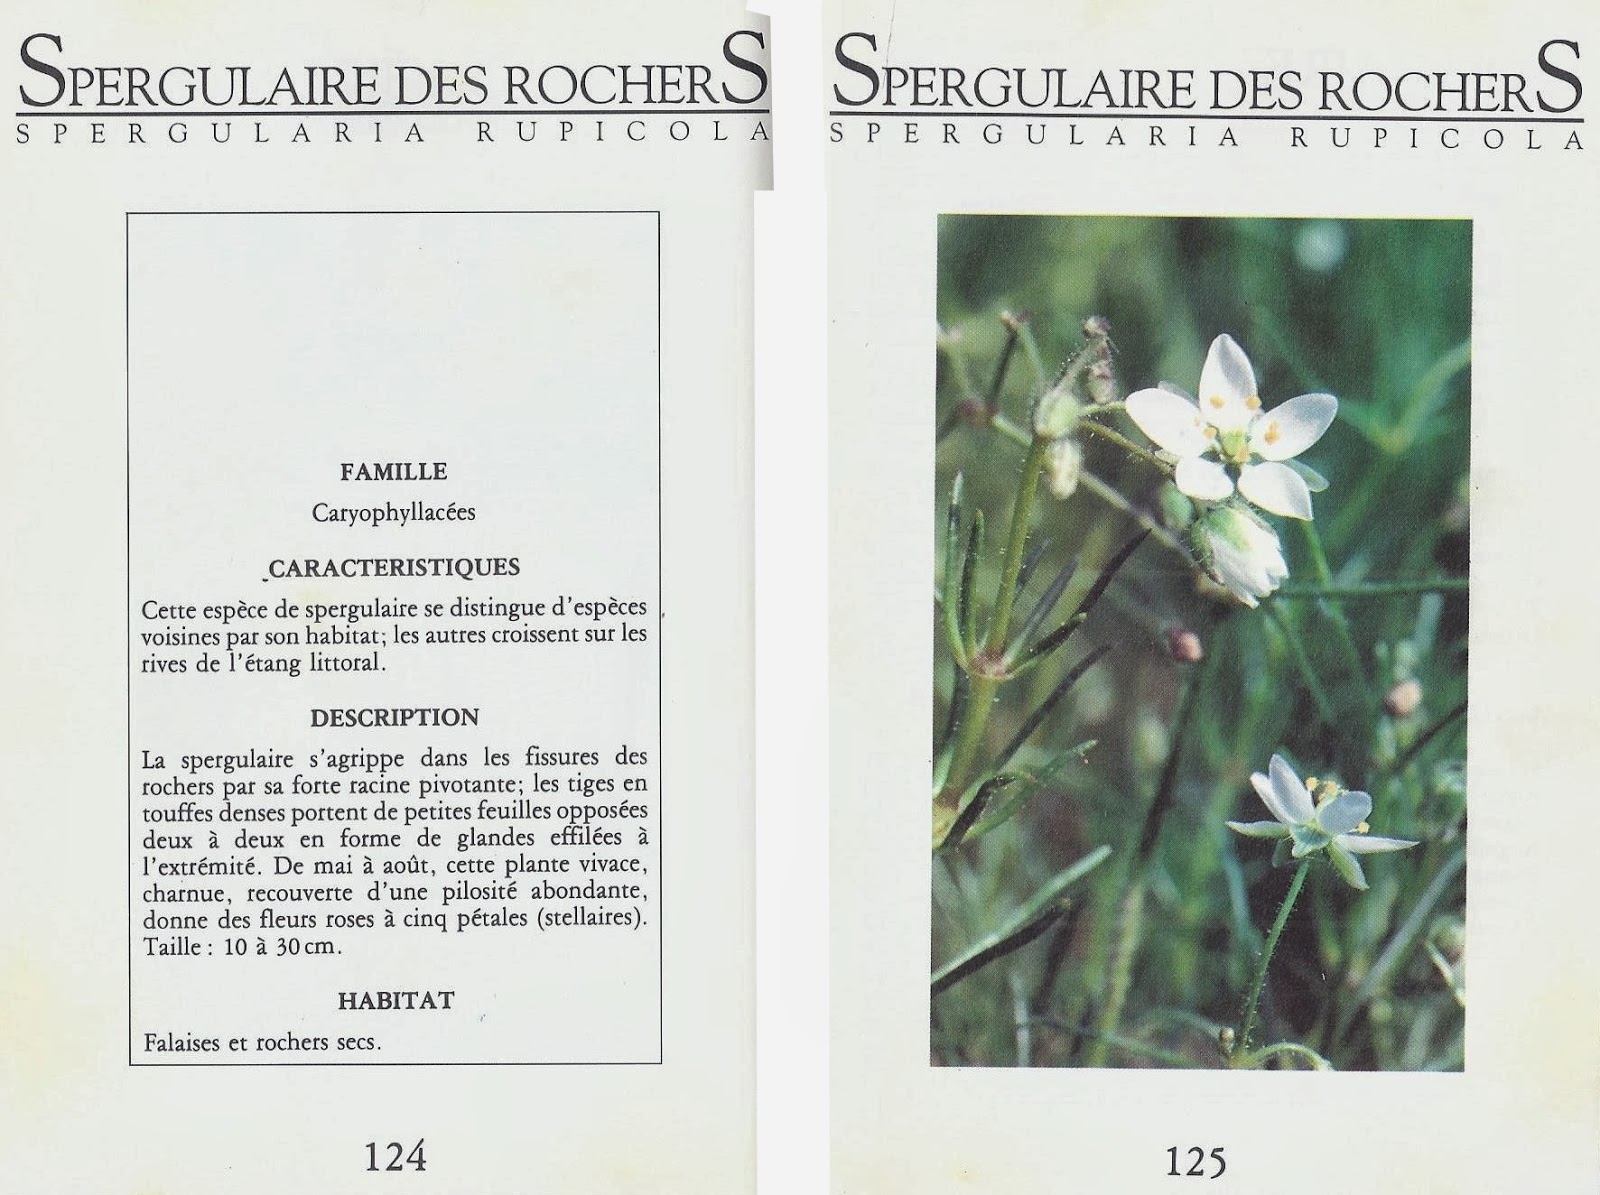 SPERGULAIRE DES ROCHERS
SPERGULARIA RUPICOLA
FAMILLE
Caryophyllacées
CARACTERISTIQUES
Cette espèce de spergulaire se distingue d'espèces
voisines par son habitat; les autres croissent sur les
rives de l'étang littoral.
DESCRIPTION
La spergulaire s'agrippe dans les fissures des
rochers par sa forte racine pivotante; les tiges en
touffes denses portent de petites feuilles opposées
deux à deux en forme de glandes effilées à
l'extrémité. De mai à août, cette plante vivace,
charnue, recouverte d'une pilosité abondante,
donne des fleurs roses à cinq pétales (stellaires).
Taille : 10 à 30 cm.
HABITAT
Falaises et rochers secs.
124
SPERGULAIRE DES ROCHERS
SPERGULARIA RUPICOLA
125